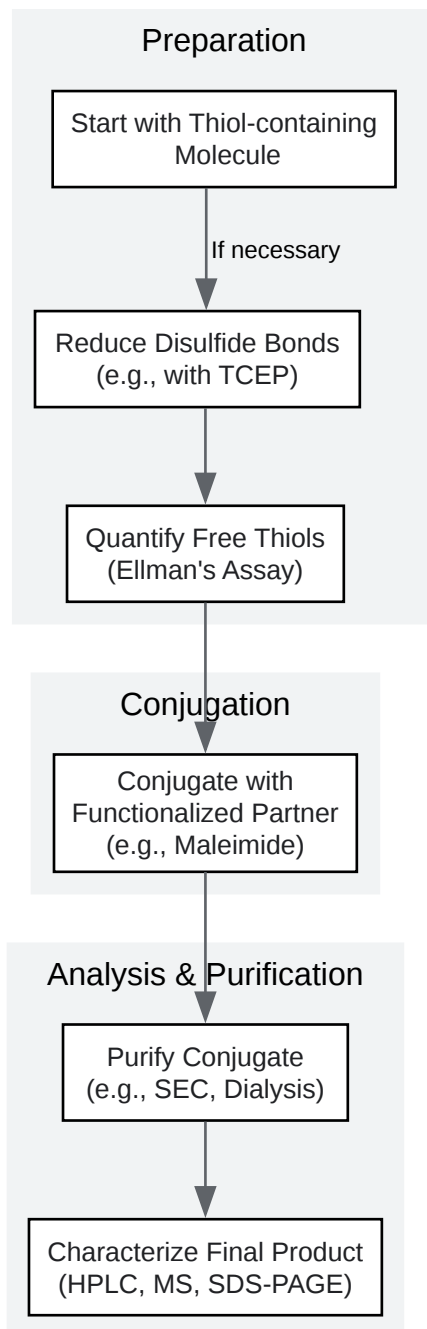 Preparation
Start with Thiol-containing
Molecule
If necessary
Reduce Disulfide Bonds
(e.g., with TCEP)
Quantify Free Thiols
(Ellman's Assay)
Conjugation
Conjugate with
Functionalized Partner
(e.g., Maleimide)
Analysis & Purification
Purify Conjugate
(e.g., SEC, Dialysis)
Characterize Final Product
(HPLC, MS, SDS-PAGE)